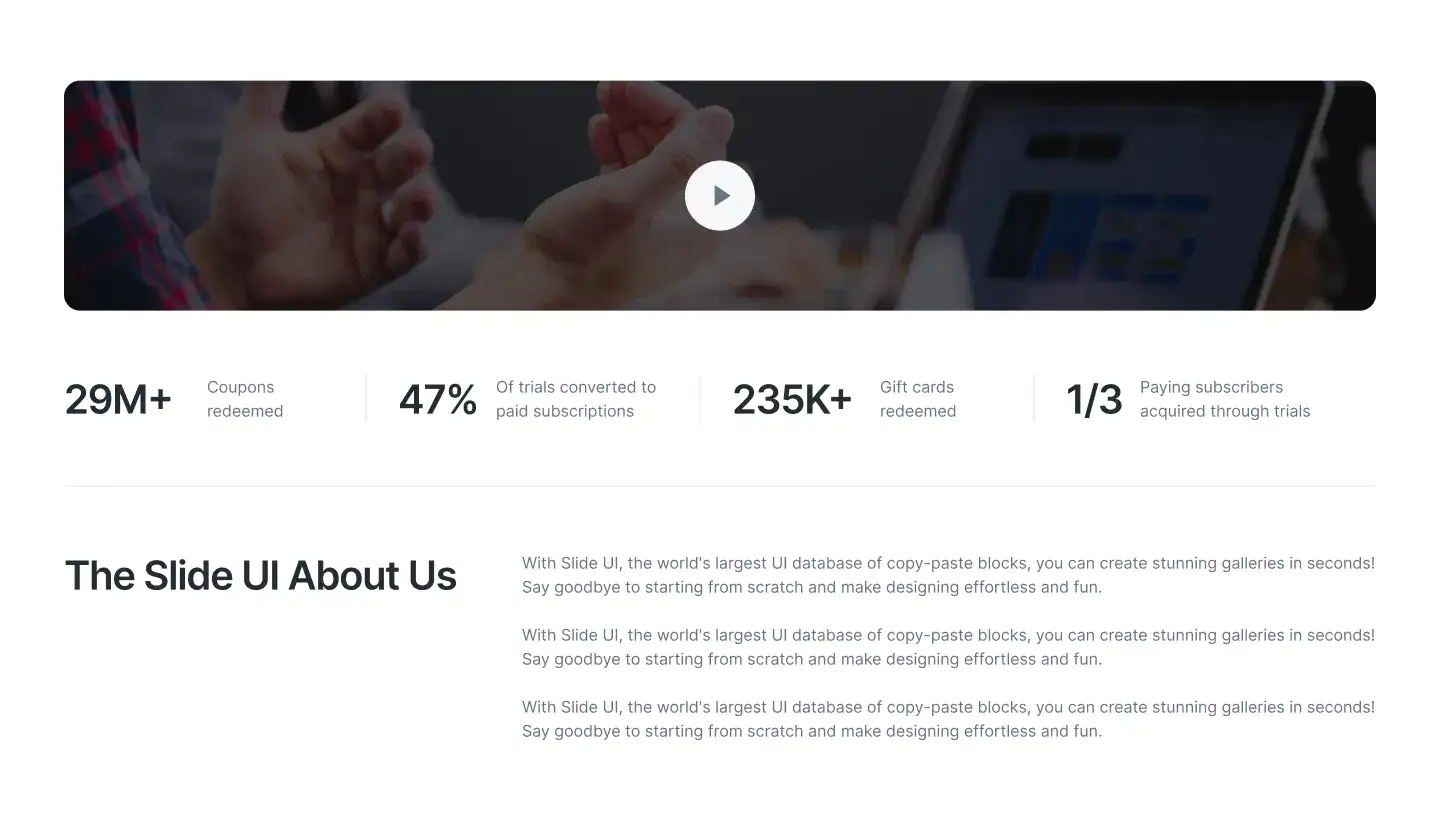 29M+
Coupons
redeemed
47%
Of trials converted to
paid subscriptions
235K+
Gift cards
redeemed
1/3
Paying subscribers
acquired through trials
The Slide UI About Us
With Slide UI, the world's largest UI database of copy-paste blocks, you can create stunning galleries in seconds!
Say goodbye to starting from scratch and make designing effortless and fun.
With Slide UI, the world's largest UI database of copy-paste blocks, you can create stunning galleries in seconds!
Say goodbye to starting from scratch and make designing effortless and fun.
With Slide UI, the world's largest UI database of copy-paste blocks, you can create stunning galleries in seconds!
Say goodbye to starting from scratch and make designing effortless and fun.